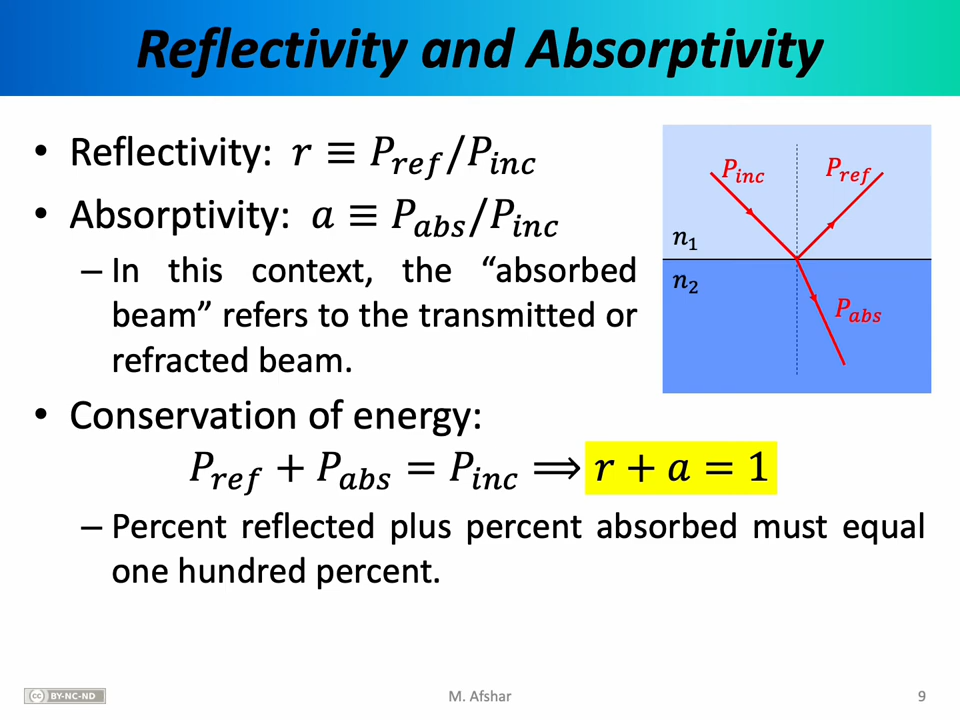 Reflectivity and Absorptivity
• Reflectivity: r ≡ P_ref/P_inc
• Absorptivity: a ≡ P_abs/P_inc
– In this context, the “absorbed
beam” refers to the transmitted or
refracted beam.
P_inc
P_ref
n_1
n_2
P_abs
• Conservation of energy:
P_ref + P_abs = P_inc ⟹ r + a = 1
– Percent reflected plus percent absorbed must equal
one hundred percent.
cc BY-NC-ND
M. Afshar
9